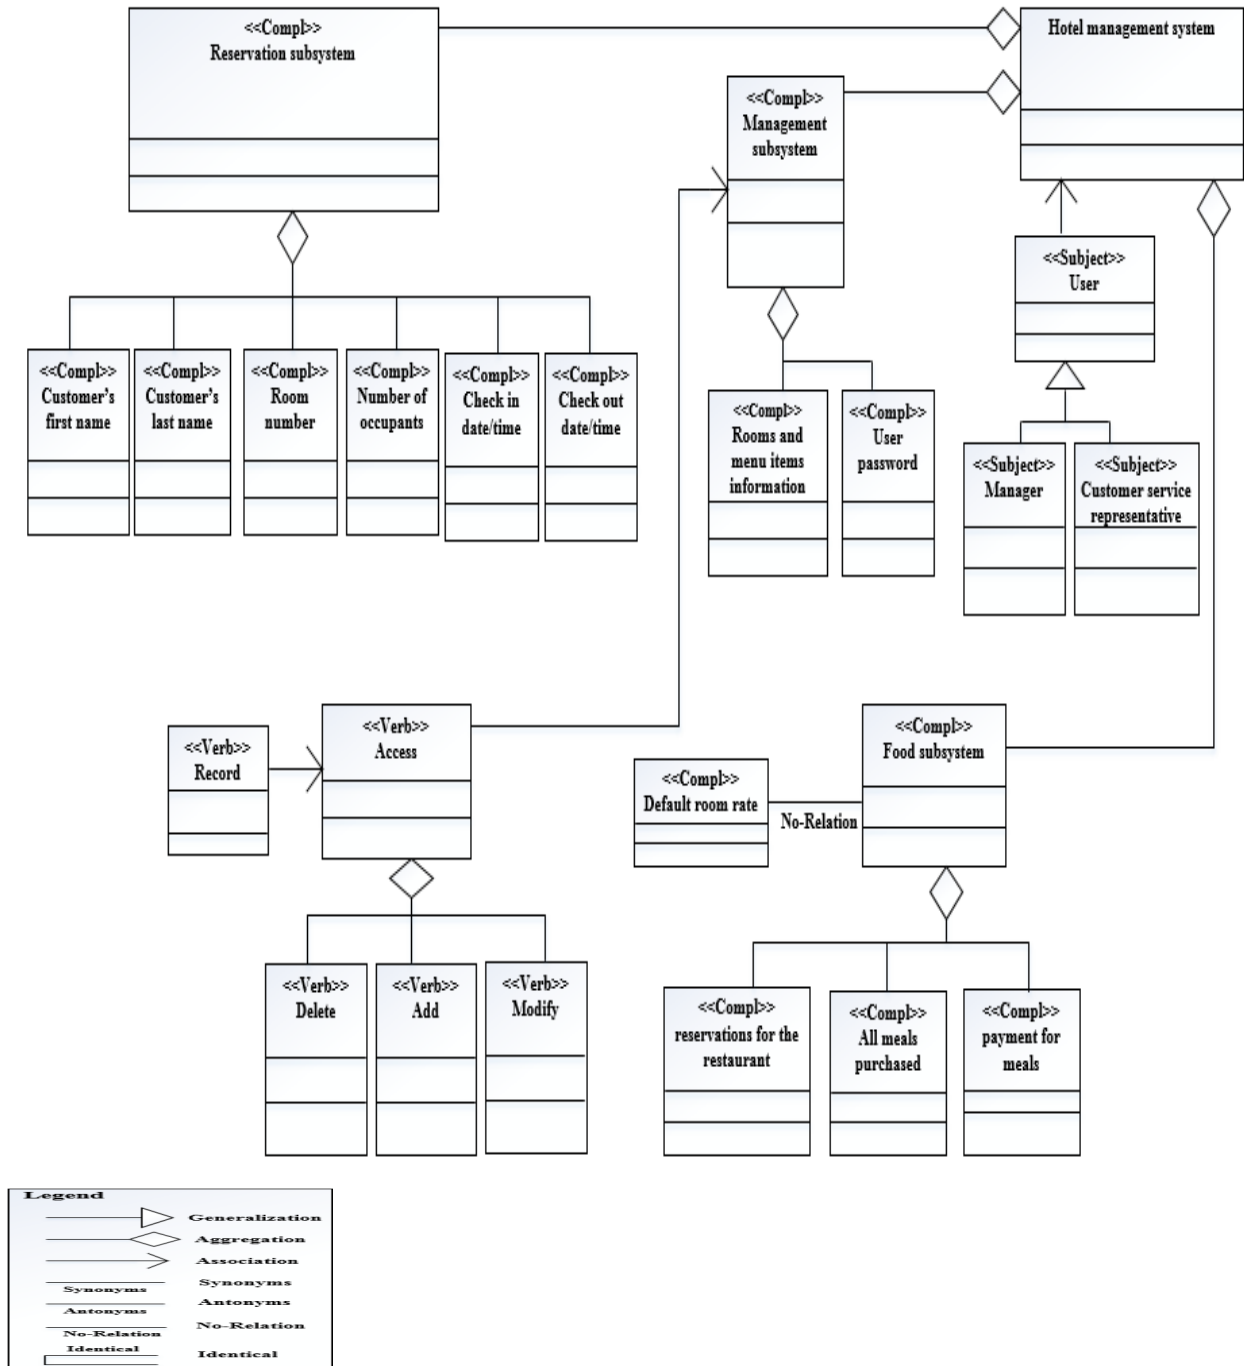 <<Compl>>
Reservation subsystem
Hotel management system
<<Compl>>
Management
subsystem
<<Subject>>
User
<<Compl>>
Customer's
first name
<<Compl>>
Customer's
last name
<<Compl>>
Room
number
<<Compl>>
Number of
occupants
<<Compl>>
Check in
date/time
<<Compl>>
Check out
date/time
<<Compl>>
Rooms and
menu items
information
<<Compl>>
User
password
<<Subject>>
Manager
<<Subject>>
Customer service
representative
<<Verb>>
Record
<<Verb>>
Access
<<Compl>>
Default room rate
No-Relation
<<Compl>>
Food subsystem
<<Verb>>
Delete
<<Verb>>
Add
<<Verb>>
Modify
<<Compl>>
reservations for the
restaurant
<<Compl>>
All meals
purchased
<<Compl>>
payment for
meals
Legend
Generalization
Aggregation
Association
Synonyms
Synonyms
Antonyms
Antonyms
No-Relation
No-Relation
Identical
Identical